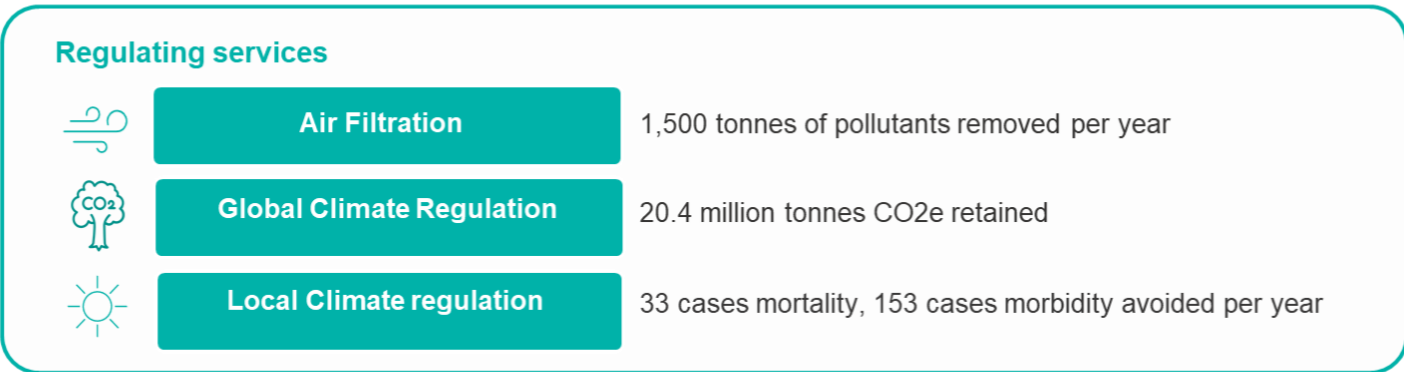 Regulating services
Air Filtration
1,500 tonnes of pollutants removed per year
CO2
Global Climate Regulation
20.4 million tonnes CO2e retained
Local Climate regulation
33 cases mortality, 153 cases morbidity avoided per year